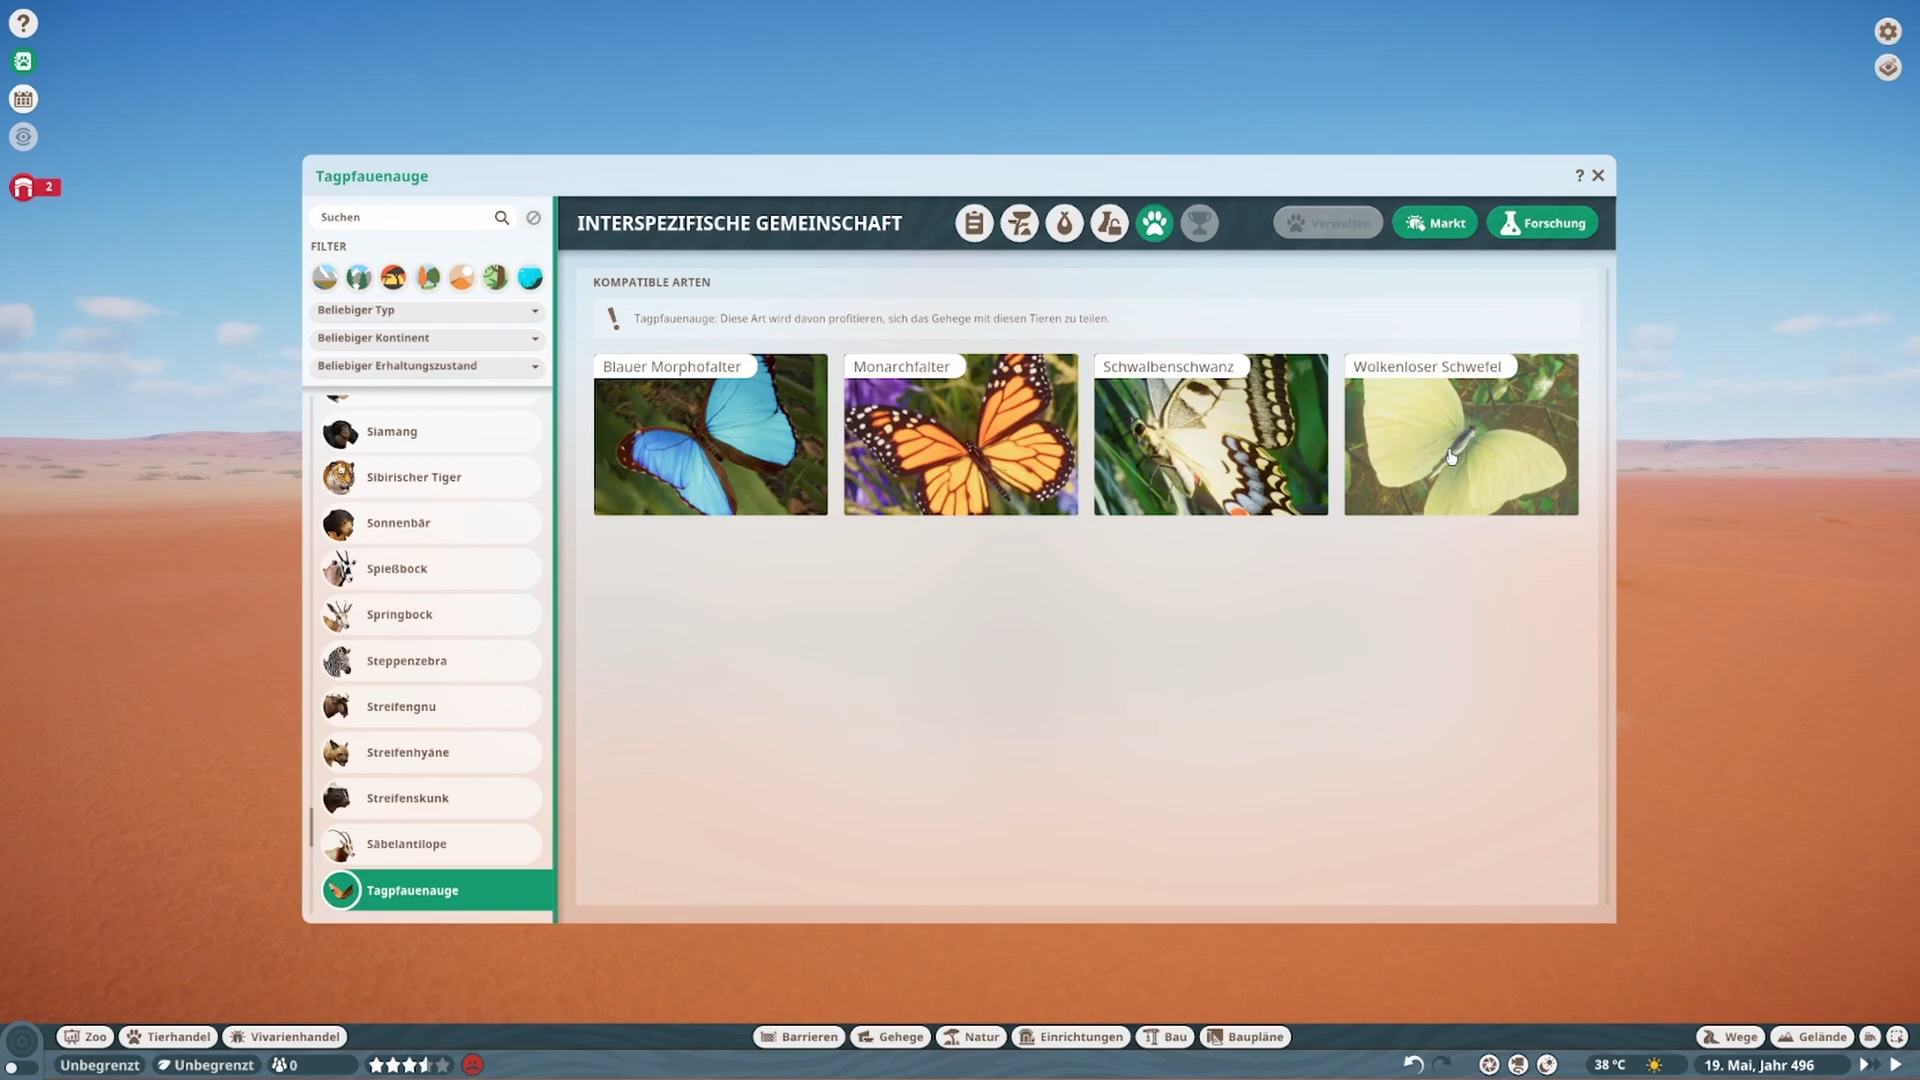 ?
2
Tagpfauenauge
?
Suchen
FILTER
Beliebiger Typ
Beliebiger Kontinent
Beliebiger Erhaltungszustand
Siamang
Sibirischer Tiger
Sonnenbär
Spießbock
Springbock
Steppenzebra
Streifengnu
Streifenhyäne
Streifenskunk
Säbelantilope
Tagpfauenauge
INTERSPEZIFISCHE GEMEINSCHAFT
Verwalten
Markt
Forschung
KOMPATIBLE ARTEN
Tagpfauenauge: Diese Art wird davon profitieren, sich das Gehege mit diesen Tieren zu teilen.
Blauer Morphofalter
Monarchfalter
Schwalbenschwanz
Wolkenloser Schwefel
Zoo
Tierhandel
Vivarienhandel
Barrieren
Gehege
Natur
Einrichtungen
Bau
Baupläne
Wege
Gelände
Unbegrenzt
Unbegrenzt
0
38 °C
19. Mai, Jahr 496